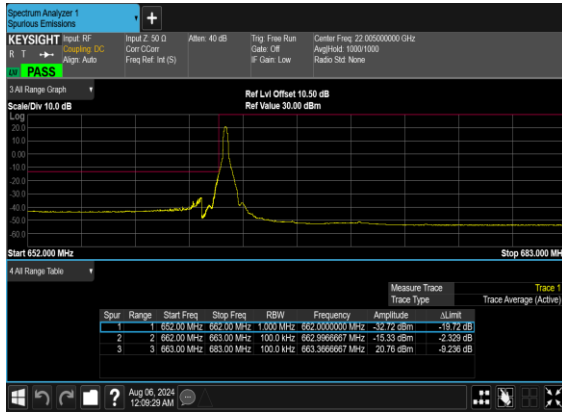 Spectrum Analyzer 1
Spurious Emissions
KEYSIGHT Input: RF Input Z: 50 Ω Atten: 40 dB Trig: Free Run Center Freq: 22.005000000 GHz
R T Coupling: DC Corr CCorr Gate: Off Avg|Hold: 1000/1000
Align: Auto Freq Ref: Int (S) IF Gain: Low Radio Std: None
PASS
3 All Range Graph
Ref Lvl Offset 10.50 dB
Scale/Div 10.0 dB Ref Value 30.00 dBm
Log
20.0
10.0
0.00
-10.0
-20.0
-30.0
-40.0
-50.0
-60.0
Start 652.000 MHz Stop 683.000 MHz
4 All Range Table
Measure Trace Trace 1
Trace Type Trace Average (Active)
Spur Range Start Freq Stop Freq RBW Frequency Amplitude ΔLimit
1 1 652.00 MHz 662.00 MHz 1.000 MHz 662.0000000 MHz -32.72 dBm -19.72 dB
2 2 662.00 MHz 663.00 MHz 100.0 kHz 662.9966667 MHz -15.33 dBm -2.329 dB
3 3 663.00 MHz 683.00 MHz 100.0 kHz 663.3666667 MHz 20.76 dBm -9.236 dB
Aug 06, 2024
12:09:29 AM